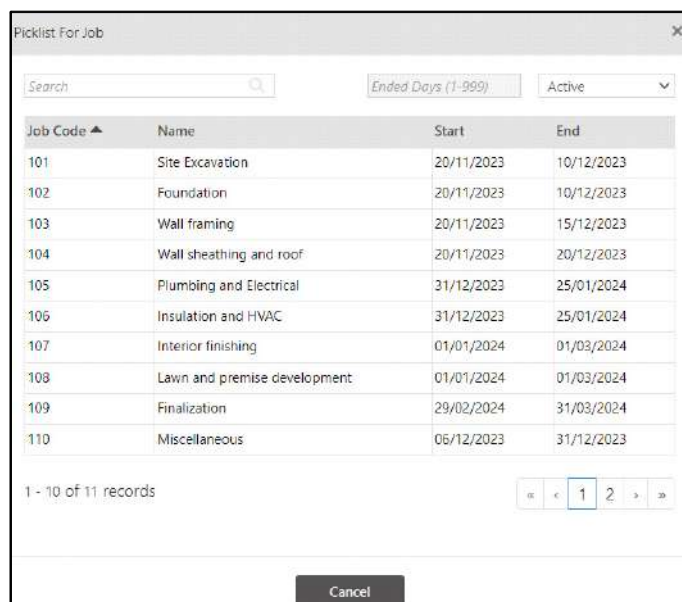 Picklist For Job ×
Search Ended Days (1-999) Active
Job Code ▲ Name Start End
101 Site Excavation 20/11/2023 10/12/2023
102 Foundation 20/11/2023 10/12/2023
103 Wall framing 20/11/2023 15/12/2023
104 Wall sheathing and roof 20/11/2023 20/12/2023
105 Plumbing and Electrical 31/12/2023 25/01/2024
106 Insulation and HVAC 31/12/2023 25/01/2024
107 Interior finishing 01/01/2024 01/03/2024
108 Lawn and premise development 01/01/2024 01/03/2024
109 Finalization 29/02/2024 31/03/2024
110 Miscellaneous 06/12/2023 31/12/2023
1 - 10 of 11 records « ‹ 1 2 › »
Cancel